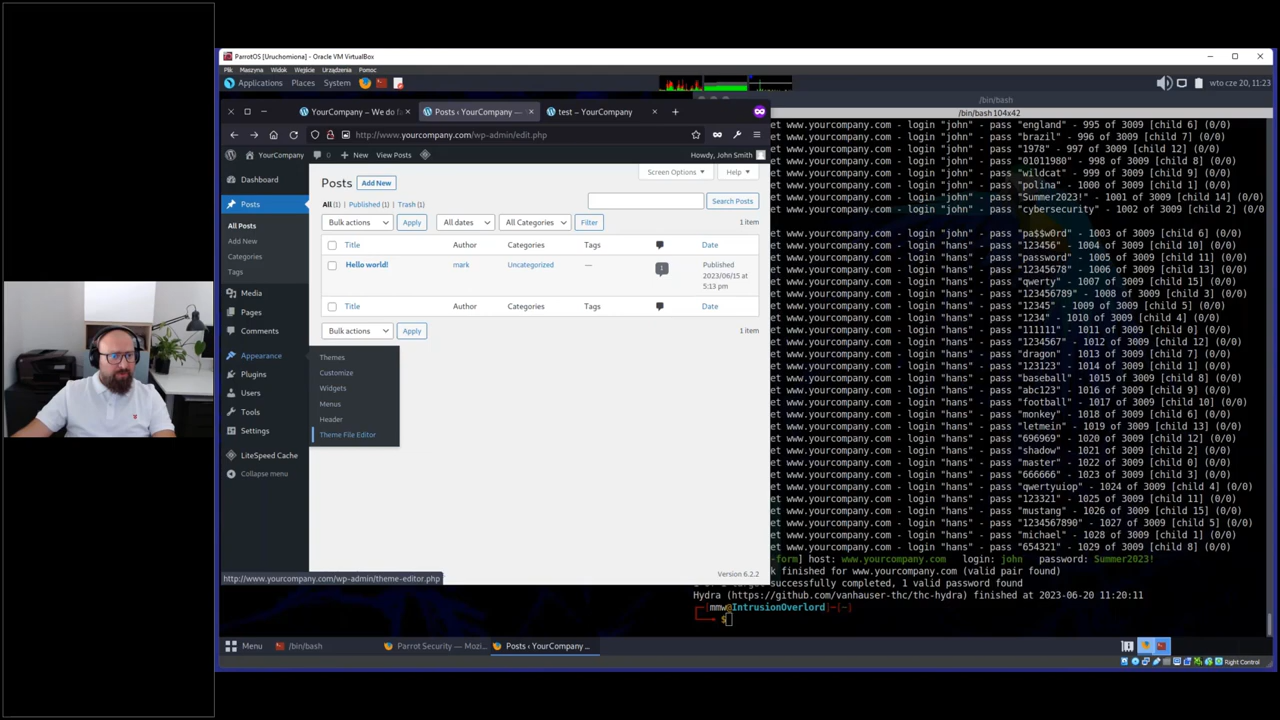 ParrotOS [Uruchomiona] - Oracle VM VirtualBox
Plik Maszyna Widok Wejście Urządzenia Pomoc
Applications Places System wto cze 20, 11:23
/bin/bash
/bin/bash 104x42
YourCompany — We do fa Posts ‹ YourCompany — test – YourCompany
http://www.yourcompany.com/wp-admin/edit.php
YourCompany 0 New View Posts Howdy, John Smith
Dashboard
Posts
All Posts
Add New
Categories
Tags
Media
Pages
Comments
Appearance
Plugins
Users
Tools
Settings
LiteSpeed Cache
Collapse menu
Themes
Customize
Widgets
Menus
Header
Theme File Editor
Screen Options Help
Posts Add New
All (1) | Published (1) | Trash (1)
Search Posts
Bulk actions Apply All dates All Categories Filter 1 item
Title Author Categories Tags Date
Hello world! mark Uncategorized — 1 Published
2023/06/15 at
5:13 pm
Title Author Categories Tags Date
Bulk actions Apply 1 item
Version 6.2.2
http://www.yourcompany.com/wp-admin/theme-editor.php
et www.yourcompany.com - login "john" - pass "england" - 995 of 3009 [child 6] (0/0)
et www.yourcompany.com - login "john" - pass "brazil" - 996 of 3009 [child 7] (0/0)
et www.yourcompany.com - login "john" - pass "1978" - 997 of 3009 [child 12] (0/0)
et www.yourcompany.com - login "john" - pass "01011980" - 998 of 3009 [child 8] (0/0)
et www.yourcompany.com - login "john" - pass "wildcat" - 999 of 3009 [child 9] (0/0)
et www.yourcompany.com - login "john" - pass "polina" - 1000 of 3009 [child 1] (0/0)
et www.yourcompany.com - login "john" - pass "Summer2023!" - 1001 of 3009 [child 14] (0/0)
et www.yourcompany.com - login "john" - pass "cybersecurity" - 1002 of 3009 [child 2] (0/0)
et www.yourcompany.com - login "john" - pass "passw0rd" - 1003 of 3009 [child 6] (0/0)
et www.yourcompany.com - login "hans" - pass "123456" - 1004 of 3009 [child 10] (0/0)
et www.yourcompany.com - login "hans" - pass "password" - 1005 of 3009 [child 11] (0/0)
et www.yourcompany.com - login "hans" - pass "12345678" - 1006 of 3009 [child 13] (0/0)
et www.yourcompany.com - login "hans" - pass "qwerty" - 1007 of 3009 [child 15] (0/0)
et www.yourcompany.com - login "hans" - pass "123456789" - 1008 of 3009 [child 3] (0/0)
et www.yourcompany.com - login "hans" - pass "12345" - 1009 of 3009 [child 5] (0/0)
et www.yourcompany.com - login "hans" - pass "1234" - 1010 of 3009 [child 4] (0/0)
et www.yourcompany.com - login "hans" - pass "111111" - 1011 of 3009 [child 0] (0/0)
et www.yourcompany.com - login "hans" - pass "1234567" - 1012 of 3009 [child 12] (0/0)
et www.yourcompany.com - login "hans" - pass "dragon" - 1013 of 3009 [child 7] (0/0)
et www.yourcompany.com - login "hans" - pass "123123" - 1014 of 3009 [child 1] (0/0)
et www.yourcompany.com - login "hans" - pass "baseball" - 1015 of 3009 [child 8] (0/0)
et www.yourcompany.com - login "hans" - pass "abc123" - 1016 of 3009 [child 9] (0/0)
et www.yourcompany.com - login "hans" - pass "football" - 1017 of 3009 [child 10] (0/0)
et www.yourcompany.com - login "hans" - pass "monkey" - 1018 of 3009 [child 6] (0/0)
et www.yourcompany.com - login "hans" - pass "letmein" - 1019 of 3009 [child 13] (0/0)
et www.yourcompany.com - login "hans" - pass "696969" - 1020 of 3009 [child 12] (0/0)
et www.yourcompany.com - login "hans" - pass "shadow" - 1021 of 3009 [child 2] (0/0)
et www.yourcompany.com - login "hans" - pass "master" - 1022 of 3009 [child 0] (0/0)
et www.yourcompany.com - login "hans" - pass "666666" - 1023 of 3009 [child 3] (0/0)
et www.yourcompany.com - login "hans" - pass "qwertyuiop" - 1024 of 3009 [child 4] (0/0)
et www.yourcompany.com - login "hans" - pass "123321" - 1025 of 3009 [child 11] (0/0)
et www.yourcompany.com - login "hans" - pass "mustang" - 1026 of 3009 [child 15] (0/0)
et www.yourcompany.com - login "hans" - pass "1234567890" - 1027 of 3009 [child 5] (0/0)
et www.yourcompany.com - login "hans" - pass "michael" - 1028 of 3009 [child 1] (0/0)
et www.yourcompany.com - login "hans" - pass "654321" - 1029 of 3009 [child 8] (0/0)
-form] host: www.yourcompany.com login: john password: Summer2023!
k finished for www.yourcompany.com (valid pair found)
successfully completed, 1 valid password found
Hydra (https://github.com/vanhauser-thc/thc-hydra) finished at 2023-06-20 11:20:11
[mmw@IntrusionOverlord]-[~]
$
Menu /bin/bash Parrot Security — Mozi... Posts ‹ YourCompany ...
Right Control